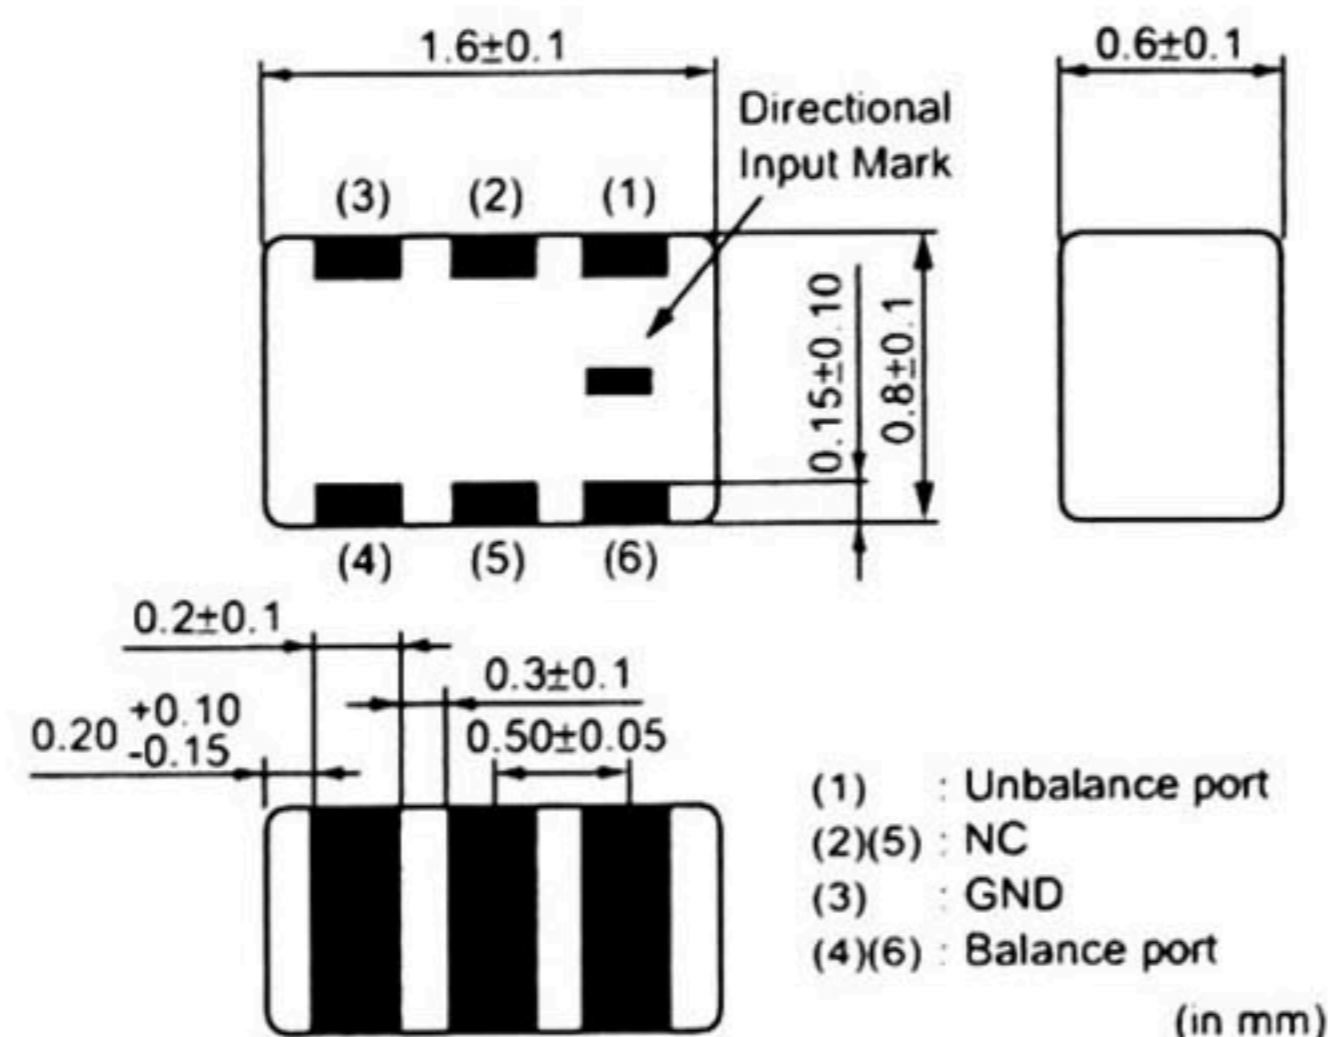 1.6±0.1
0.6±0.1
Directional
Input Mark
(3) (2) (1)
0.15±0.10
0.8±0.1
(4) (5) (6)
0.2±0.1
0.3±0.1
0.20 +0.10 -0.15
0.50±0.05
(1) : Unbalance port
(2)(5) : NC
(3) : GND
(4)(6) : Balance port
(in mm)